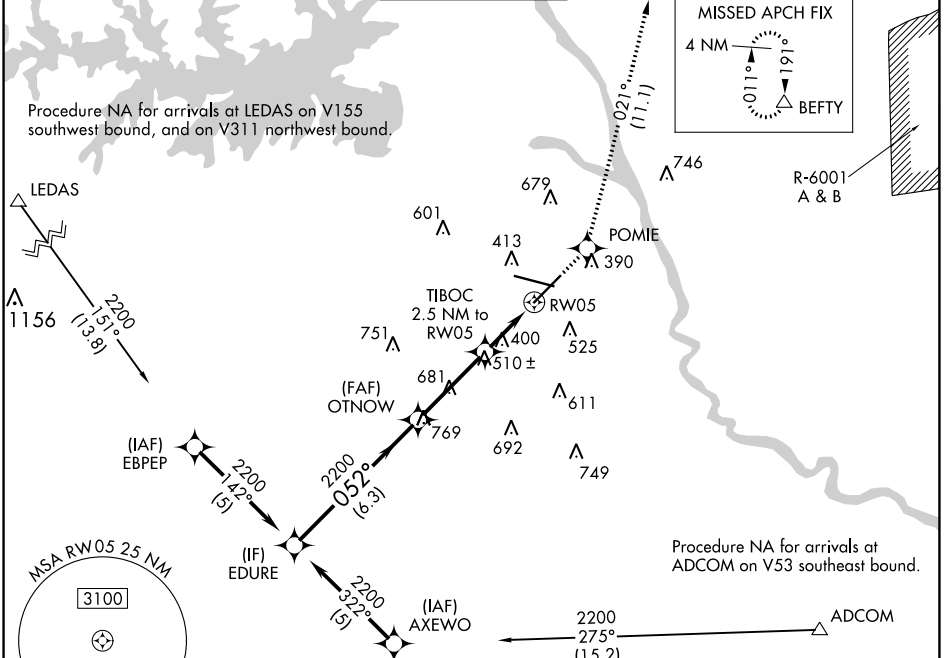 MISSED APCH FIX
4 NM
011°
191°
BEFTY
021°
(11.1)
Procedure NA for arrivals at LEDAS on V155
southwest bound, and on V311 northwest bound.
R-6001
A & B
746
LEDAS
679
601
413
POMIE
390
TIBOC
2.5 NM to
RW05
RW05
1156
2200
151°
(13.8)
751
400
525
510 ±
681
(FAF)
OTNOW
611
769
692
749
(IAF)
EBPEP
2200
142°
(5)
2200
052°
(6.3)
(IF)
EDURE
Procedure NA for arrivals at
ADCOM on V53 southeast bound.
MSA RW05 25 NM
3100
2200
322°
(5)
(IAF)
AXEWO
2200
275°
(15.2)
ADCOM